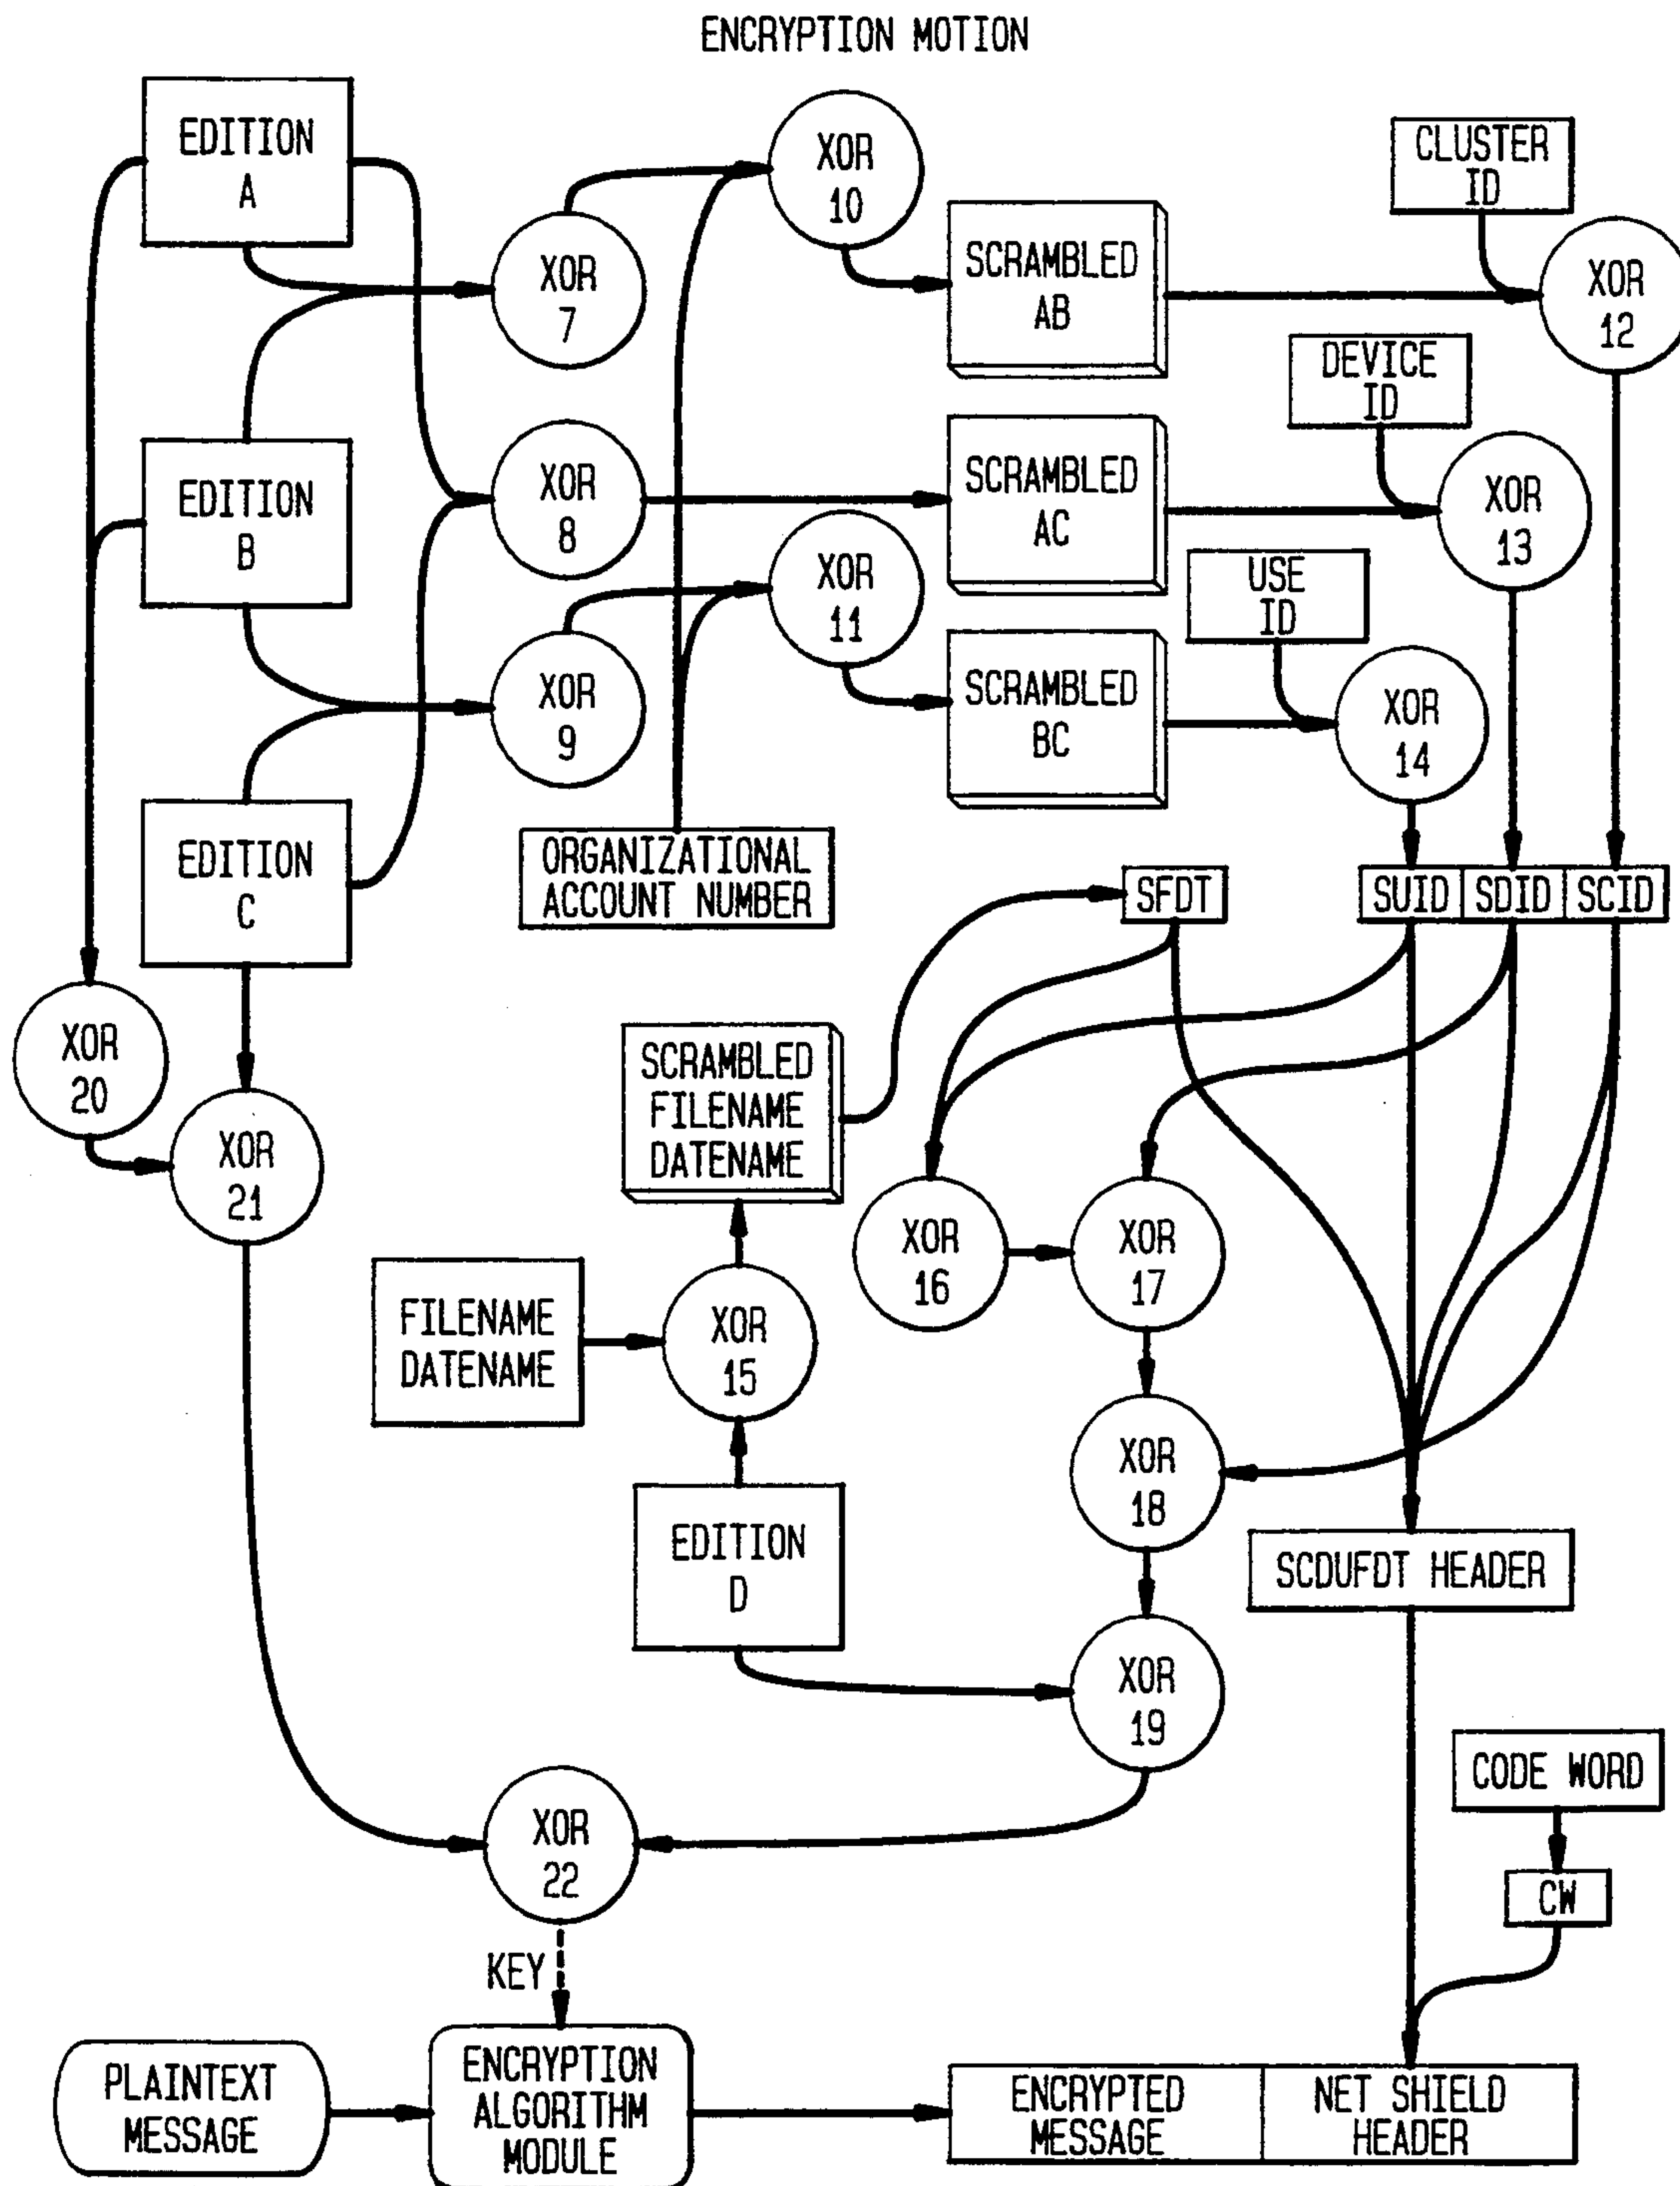 ENCRYPTION MOTION
EDITION
A
XOR
10
CLUSTER
ID
XOR
7
SCRAMBLED
AB
XOR
12
DEVICE
ID
EDITION
B
XOR
8
SCRAMBLED
AC
XOR
13
XOR
11
USE
ID
XOR
9
SCRAMBLED
BC
XOR
14
EDITION
C
ORGANIZATIONAL
ACCOUNT NUMBER
SFDT
SUID
SDID
SCID
XOR
20
SCRAMBLED
FILENAME
DATENAME
XOR
21
XOR
16
XOR
17
FILENAME
DATENAME
XOR
15
XOR
18
EDITION
D
SCDUFDT HEADER
XOR
19
CODE WORD
XOR
22
CW
KEY
PLAINTEXT
MESSAGE
ENCRYPTION
ALGORITHM
MODULE
ENCRYPTED
MESSAGE
NET SHIELD
HEADER